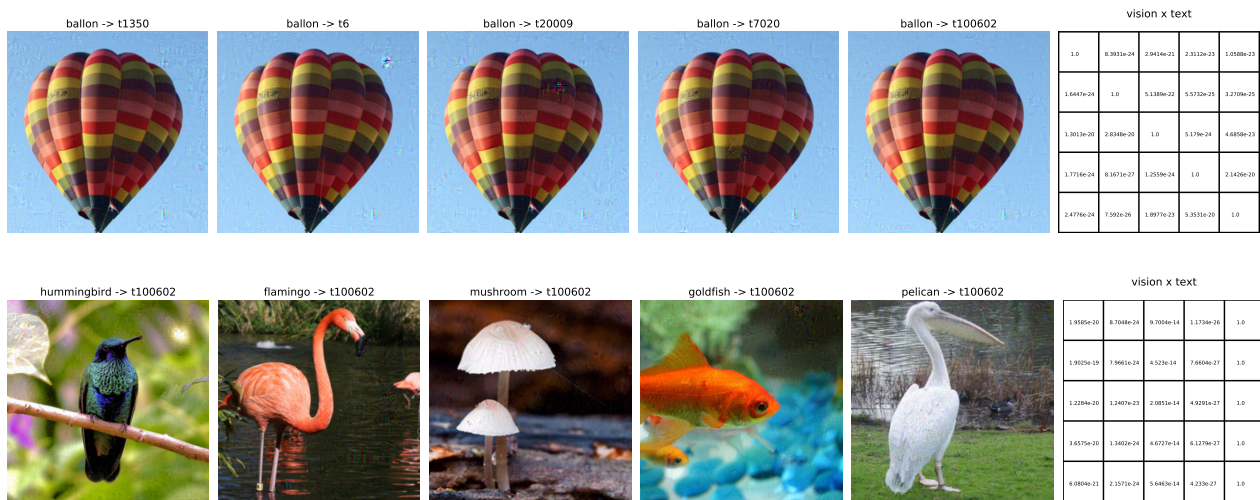 ballon -> t1350 ballon -> t6 ballon -> t20009 ballon -> t7020 ballon -> t100602 vision x text
1.0 8.3931e-24 2.9414e-21 2.3112e-23 1.0588e-23
1.6447e-24 1.0 5.1389e-22 5.5732e-25 3.2709e-25
1.3013e-20 2.8348e-20 1.0 5.179e-24 4.6858e-23
1.7716e-24 8.1671e-27 1.2559e-24 1.0 2.1426e-20
2.4776e-24 7.592e-26 1.8977e-23 5.3531e-20 1.0
hummingbird -> t100602 flamingo -> t100602 mushroom -> t100602 goldfish -> t100602 pelican -> t100602 vision x text
1.9585e-20 8.7048e-24 9.7004e-14 1.1734e-26 1.0
1.9025e-19 7.9661e-24 4.523e-14 7.6604e-27 1.0
1.2284e-20 1.2407e-23 2.0851e-14 4.9291e-27 1.0
3.6575e-20 1.3402e-24 4.6727e-14 6.1279e-27 1.0
6.0804e-21 2.1571e-24 5.6463e-14 4.233e-27 1.0